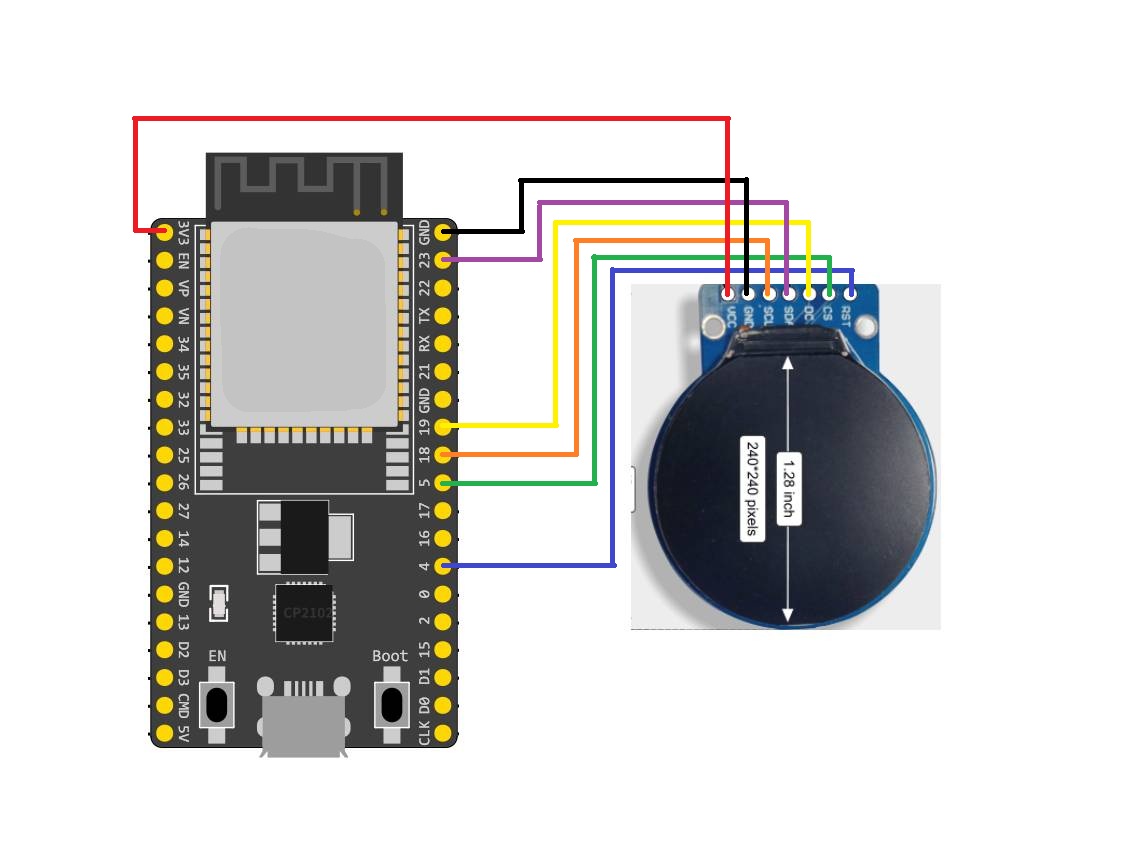 3V3
EN
VP
VN
34
35
32
33
25
26
27
14
12
GND
13
D2
D3
CMD
5V
GND
23
22
TX
RX
21
GND
19
18
5
17
16
4
0
2
15
D1
D0
CLK
CP2102
EN
Boot
VCC
GND
SCL
SDA
DC
CS
RST
1.28 inch
240*240 pixels